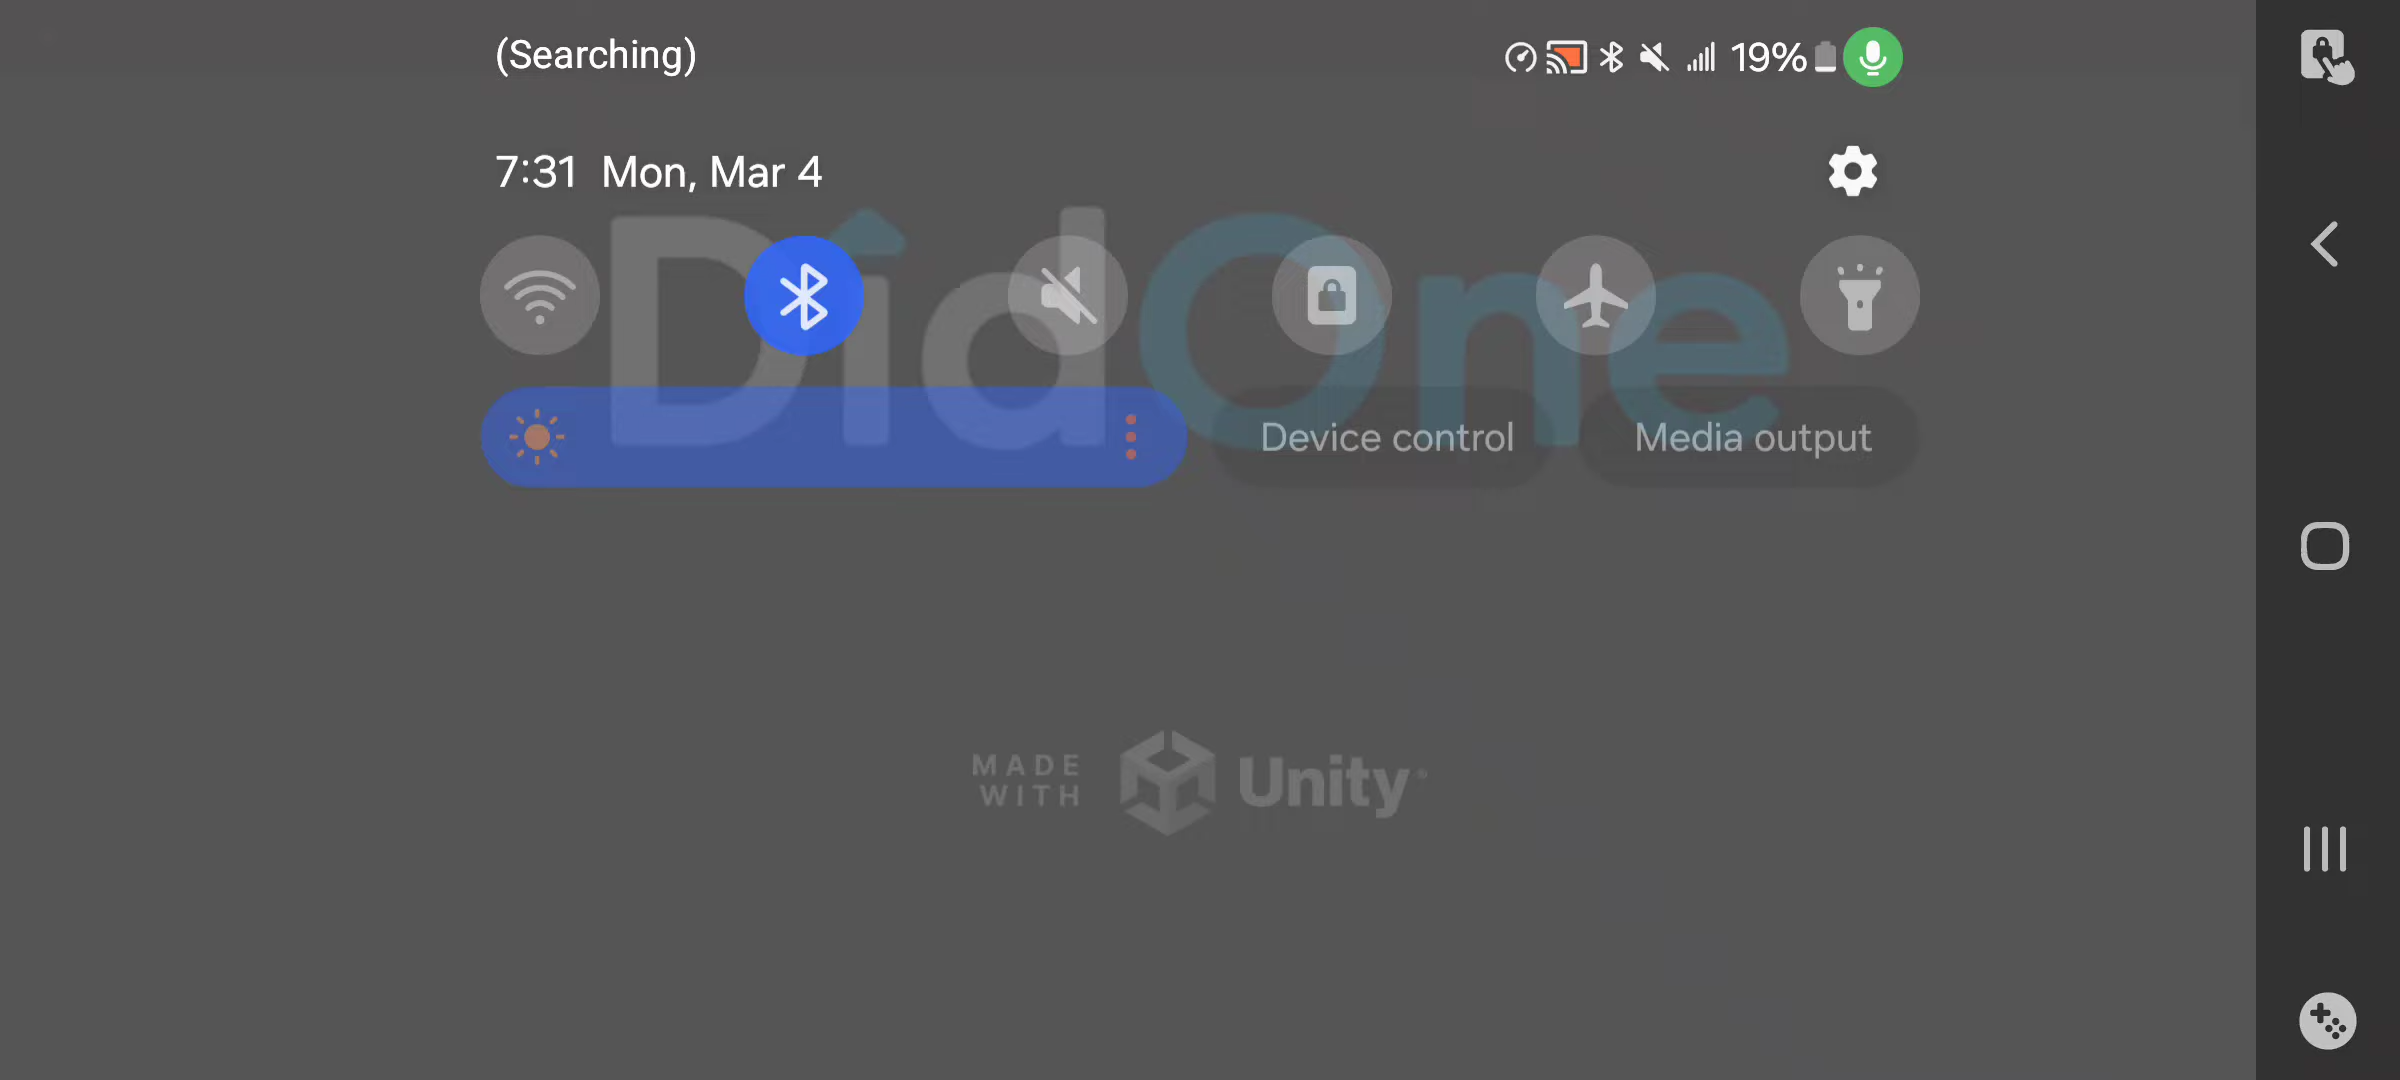 (Searching)
19%
7:31 Mon, Mar 4
DidOne
Device control
Media output
MADE
WITH
Unity